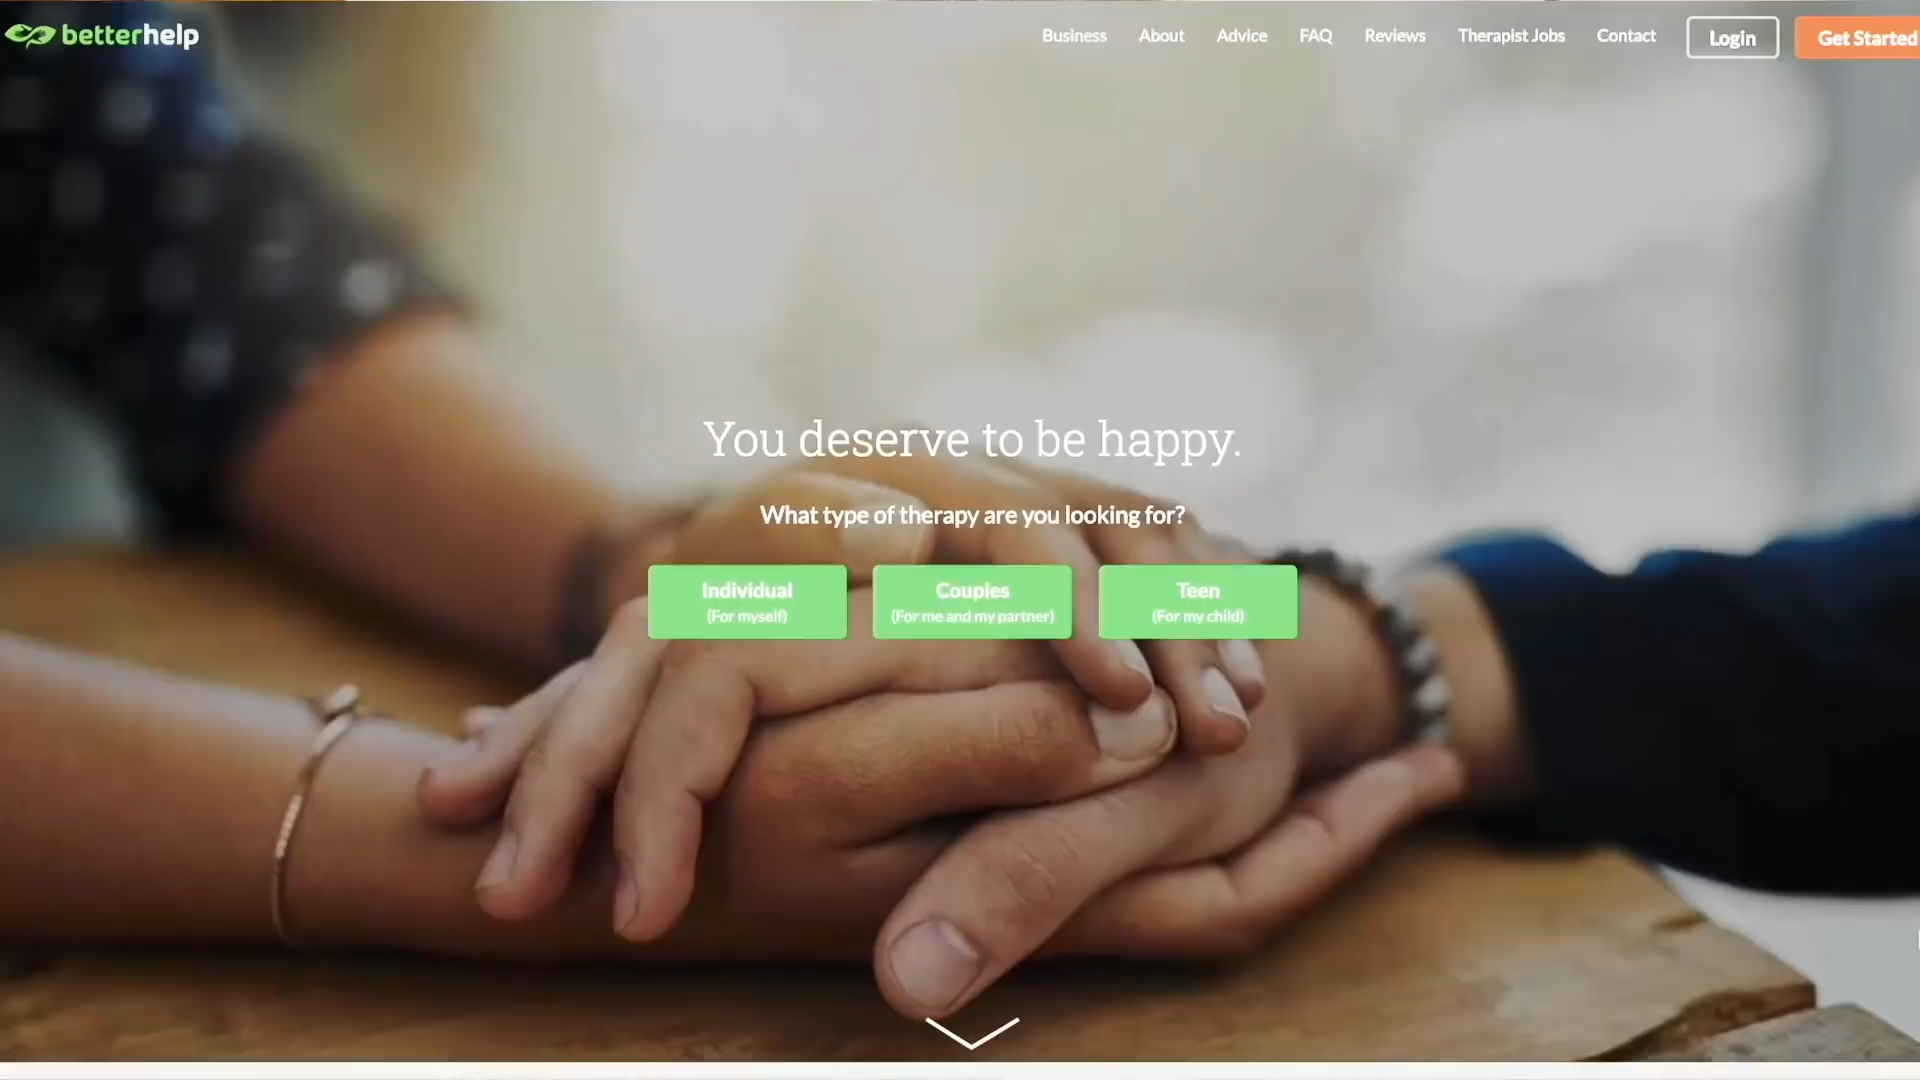 betterhelp
Business About Advice FAQ Reviews Therapist Jobs Contact Login Get Started
You deserve to be happy.
What type of therapy are you looking for?
Individual Couples Teen
(For myself) (For me and my partner) (For my child)